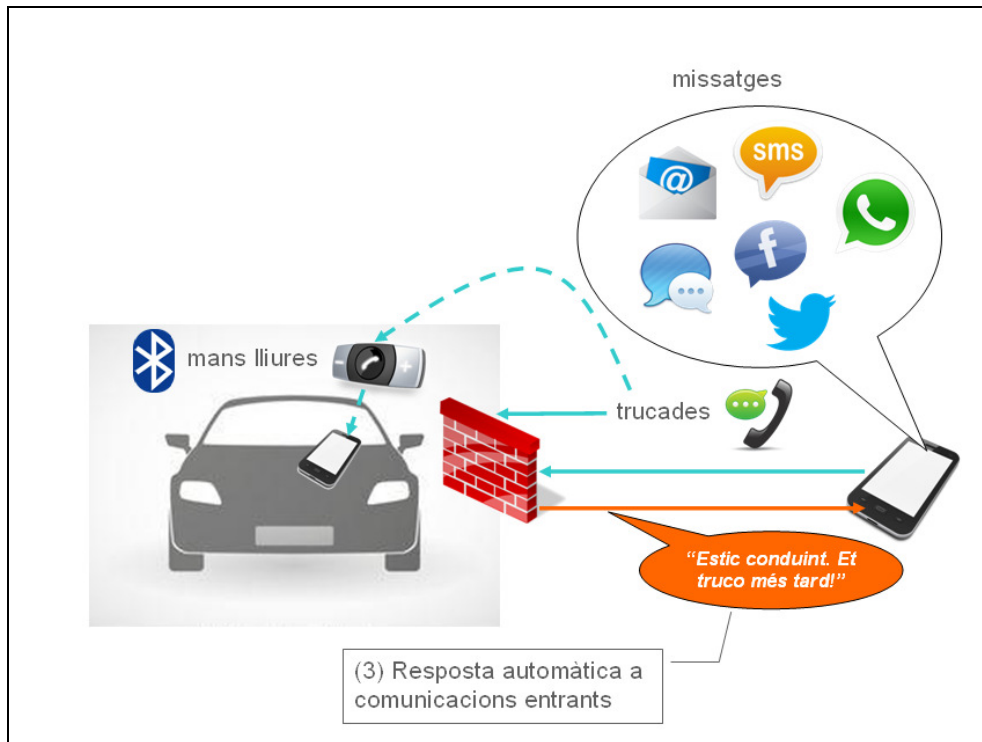 missatges
sms
@
f
mans lliures
trucades
“Estic conduint. Et
truco més tard!”
(3) Resposta automàtica a
comunicacions entrants